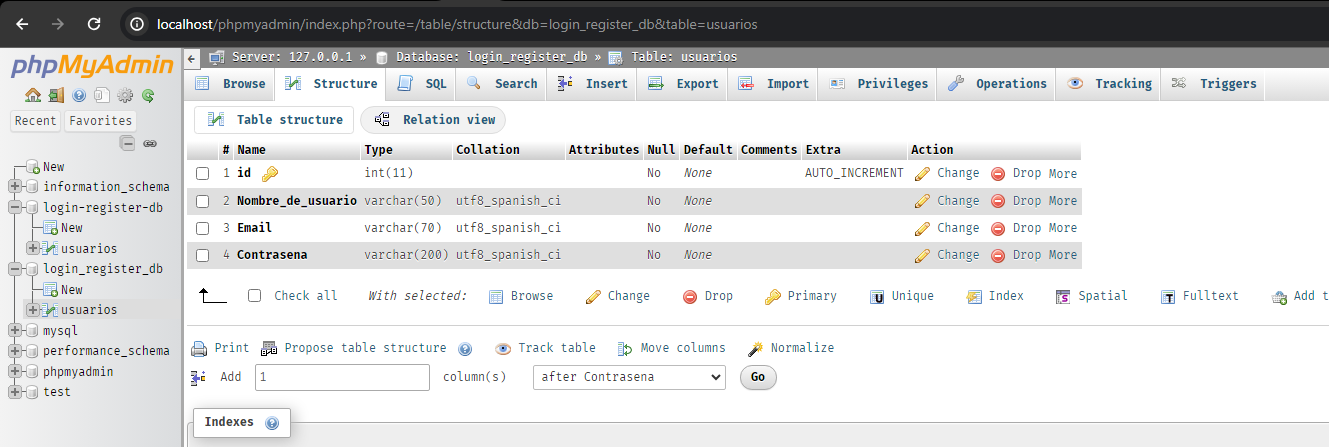 localhost/phpmyadmin/index.php?route=/table/structure&db=login_register_db&table=usuarios
phpMyAdmin
Recent Favorites
New
information_schema
login-register-db
New
usuarios
login_register_db
New
usuarios
mysql
performance_schema
phpmyadmin
test
Server: 127.0.0.1 » Database: login_register_db » Table: usuarios
Browse Structure SQL Search Insert Export Import Privileges Operations Tracking Triggers
Table structure Relation view
# Name Type Collation Attributes Null Default Comments Extra Action
1 id int(11) No None AUTO_INCREMENT Change Drop More
2 Nombre_de_usuario varchar(50) utf8_spanish_ci No None Change Drop More
3 Email varchar(70) utf8_spanish_ci No None Change Drop More
4 Contrasena varchar(200) utf8_spanish_ci No None Change Drop More
Check all With selected: Browse Change Drop Primary Unique Index Spatial Fulltext Add t
Print Propose table structure Track table Move columns Normalize
Add 1 column(s) after Contrasena Go
Indexes